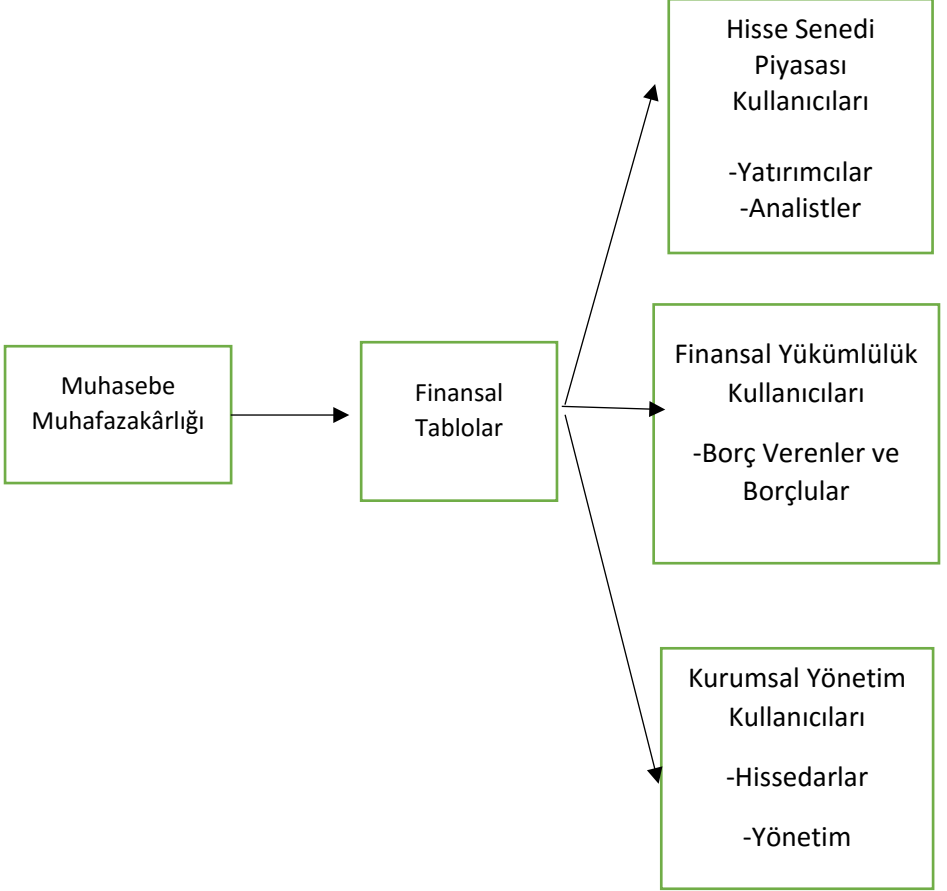 Muhasebe
Muhafazakârlığı
Finansal
Tablolar
Hisse Senedi
Piyasası
Kullanıcıları
-Yatırımcılar
-Analistler
Finansal Yükümlülük
Kullanıcıları
-Borç Verenler ve
Borçlular
Kurumsal Yönetim
Kullanıcıları
-Hissedarlar
-Yönetim